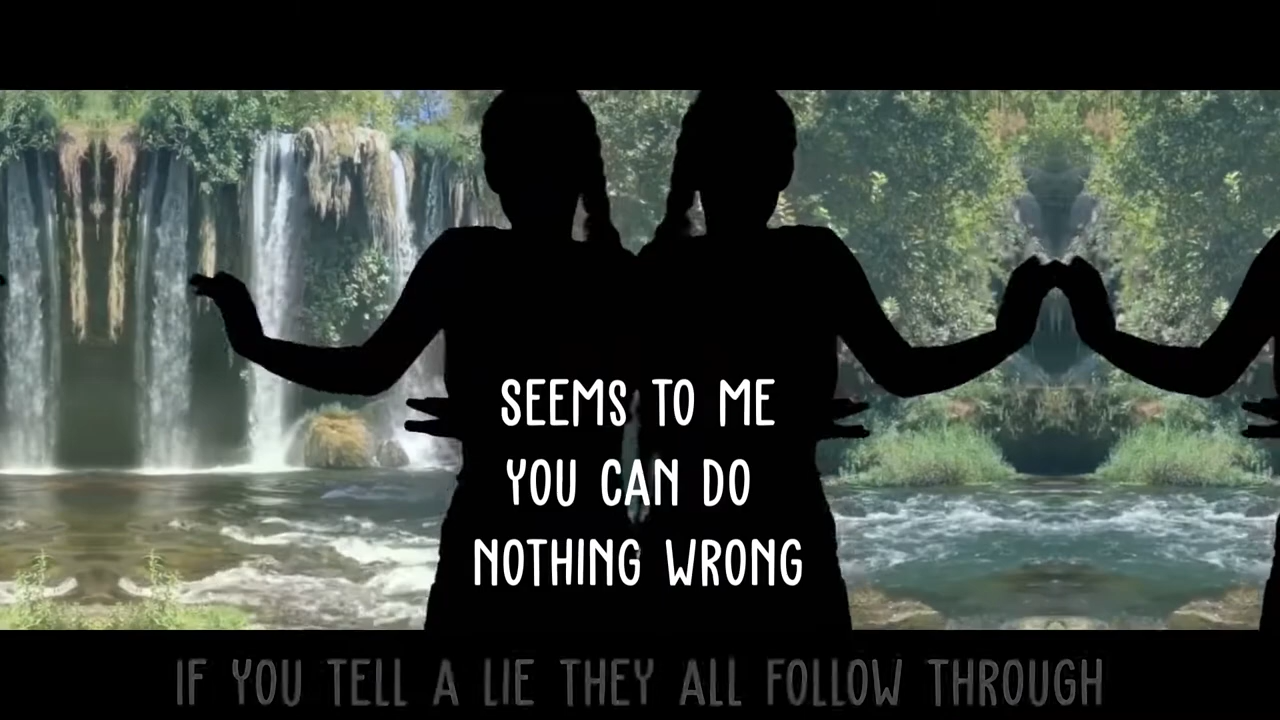 SEEMS TO ME
YOU CAN DO
NOTHING WRONG
IF YOU TELL A LIE THEY ALL FOLLOW THROUGH